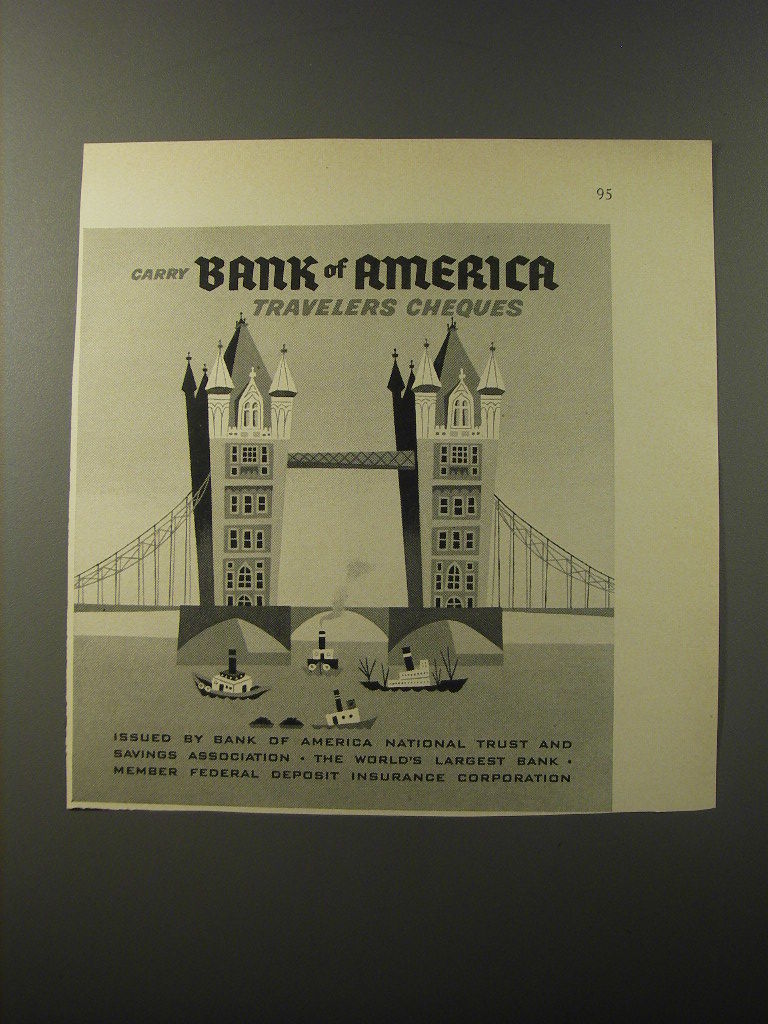 95
CARRY BANK of AMERICA
TRAVELERS CHEQUES
ISSUED BY BANK OF AMERICA NATIONAL TRUST AND
SAVINGS ASSOCIATION • THE WORLD'S LARGEST BANK •
MEMBER FEDERAL DEPOSIT INSURANCE CORPORATION